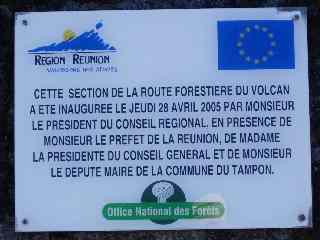 REGION REUNION
CETTE SECTION DE LA ROUTE FORESTIERE DU VOLCAN
A ETE INAUGUREE LE JEUDI 28 AVRIL 2005 PAR MONSIEUR
LE PRESIDENT DU CONSEIL REGIONAL. EN PRESENCE DE
MONSIEUR LE PREFET DE LA REUNION, DE MADAME
LA PRESIDENTE DU CONSEIL GENERAL ET DE MONSIEUR
LE DEPUTE MAIRE DE LA COMMUNE DU TAMPON.
Office National des Forêts